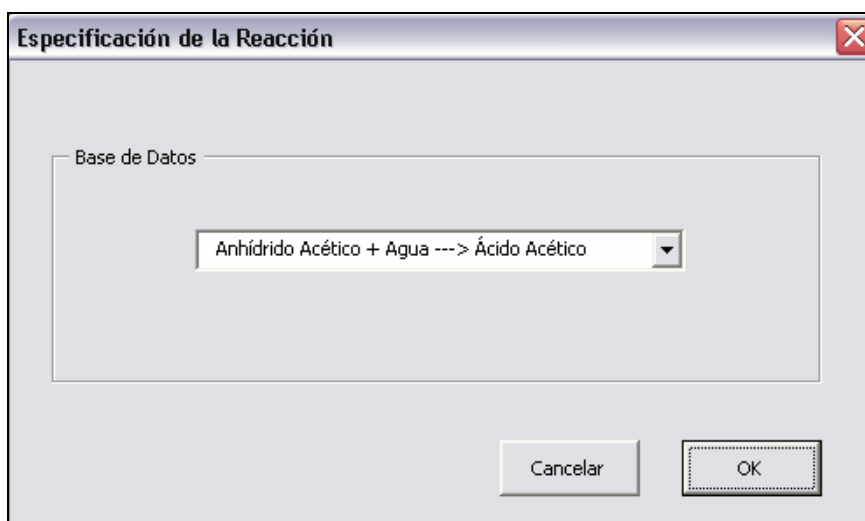 Especificación de la Reacción
Base de Datos
Anhídrido Acético + Agua ---> Ácido Acético
Cancelar
OK